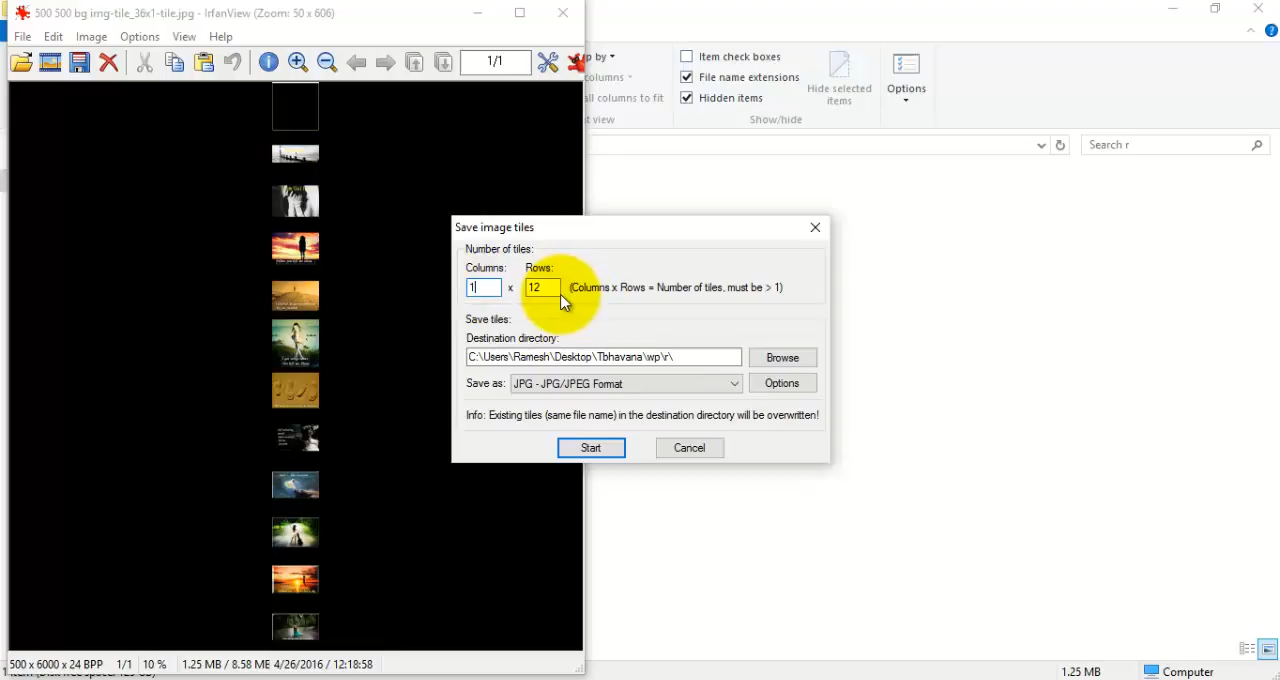 500 500 bg img-tile_36x1-tile.jpg - IrfanView (Zoom: 50 x 606)
File Edit Image Options View Help
1/1
p by
columns
all columns to fit
t view
Item check boxes
File name extensions
Hidden items
Hide selected
items
Options
Show/hide
Search r
Save image tiles
Number of tiles:
Columns: Rows:
1 x 12 (Columns x Rows = Number of tiles, must be > 1)
Save tiles:
Destination directory:
C:\Users\Ramesh\Desktop\Tbhavana\wp\r\ Browse
Save as: JPG - JPG/JPEG Format Options
Info: Existing tiles (same file name) in the destination directory will be overwritten!
Start Cancel
500 x 6000 x 24 BPP 1/1 10 % 1.25 MB / 8.58 MB 4/26/2016 / 12:18:58
1.25 MB Computer